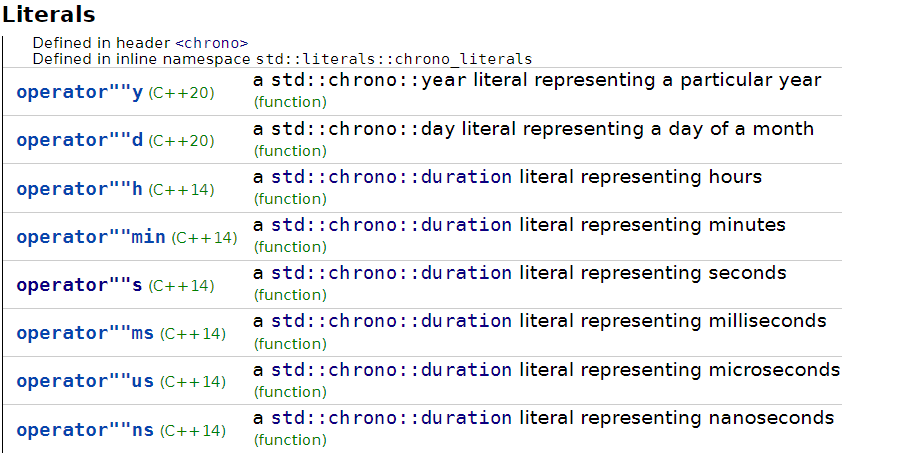 Literals
Defined in header <chrono>
Defined in inline namespace std::literals::chrono_literals
operator""y (C++20) a std::chrono::year literal representing a particular year
(function)
operator""d (C++20) a std::chrono::day literal representing a day of a month
(function)
operator""h (C++14) a std::chrono::duration literal representing hours
(function)
operator""min (C++14) a std::chrono::duration literal representing minutes
(function)
operator""s (C++14) a std::chrono::duration literal representing seconds
(function)
operator""ms (C++14) a std::chrono::duration literal representing milliseconds
(function)
operator""us (C++14) a std::chrono::duration literal representing microseconds
(function)
operator""ns (C++14) a std::chrono::duration literal representing nanoseconds
(function)